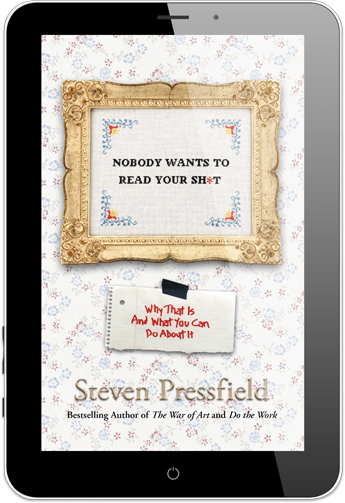 NOBODY WANTS TO
READ YOUR SH*T
Why That Is
And What You Can
Do About It
Steven Pressfield
Bestselling Author of The War of Art and Do the Work